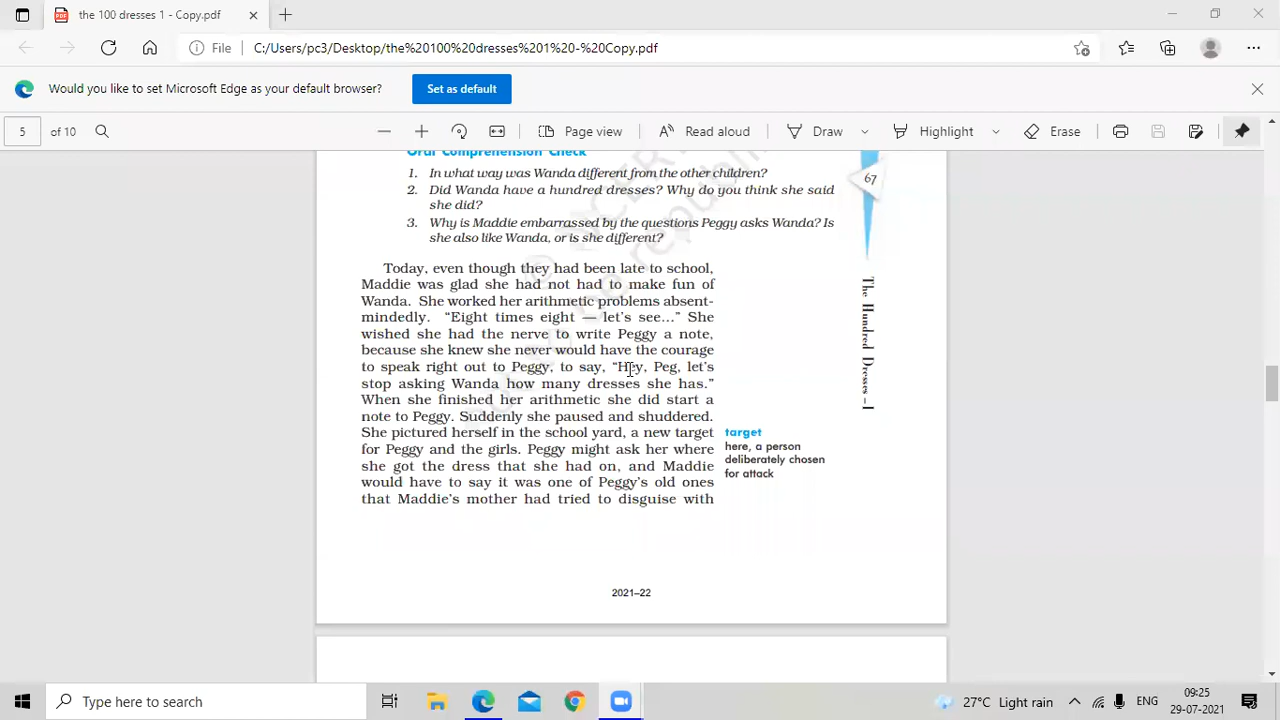 the 100 dresses 1 - Copy.pdf
File C:/Users/pc3/Desktop/the%20100%20dresses%201%20-%20Copy.pdf
Would you like to set Microsoft Edge as your default browser? Set as default
5 of 10 Page view Read aloud Draw Highlight Erase
Oral Comprehension Check
1. In what way was Wanda different from the other children?
2. Did Wanda have a hundred dresses? Why do you think she said
she did?
3. Why is Maddie embarrassed by the questions Peggy asks Wanda? Is
she also like Wanda, or is she different?
67
The Hundred Dresses – I
Today, even though they had been late to school,
Maddie was glad she had not had to make fun of
Wanda. She worked her arithmetic problems absent-
mindedly. “Eight times eight — let’s see...” She
wished she had the nerve to write Peggy a note,
because she knew she never would have the courage
to speak right out to Peggy, to say, “Hey, Peg, let’s
stop asking Wanda how many dresses she has.”
When she finished her arithmetic she did start a
note to Peggy. Suddenly she paused and shuddered.
She pictured herself in the school yard, a new target
for Peggy and the girls. Peggy might ask her where
she got the dress that she had on, and Maddie
would have to say it was one of Peggy’s old ones
that Maddie’s mother had tried to disguise with
target
here, a person
deliberately chosen
for attack
2021–22
Type here to search
27°C Light rain
ENG
09:25
29-07-2021